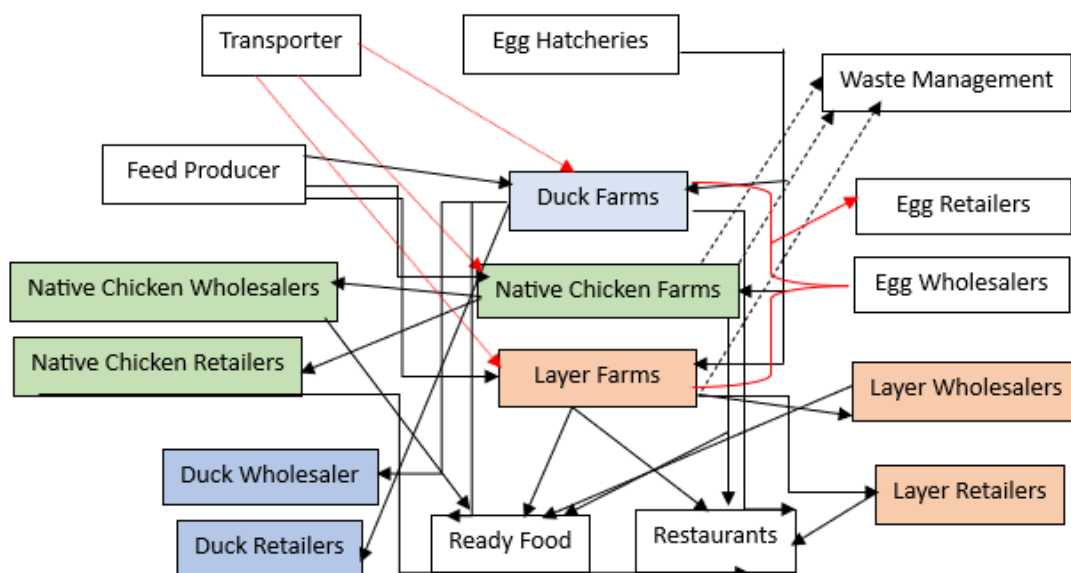 Transporter
Egg Hatcheries
Waste Management
Feed Producer
Duck Farms
Egg Retailers
Native Chicken Wholesalers
Native Chicken Farms
Egg Wholesalers
Native Chicken Retailers
Layer Farms
Layer Wholesalers
Duck Wholesaler
Layer Retailers
Duck Retailers
Ready Food
Restaurants